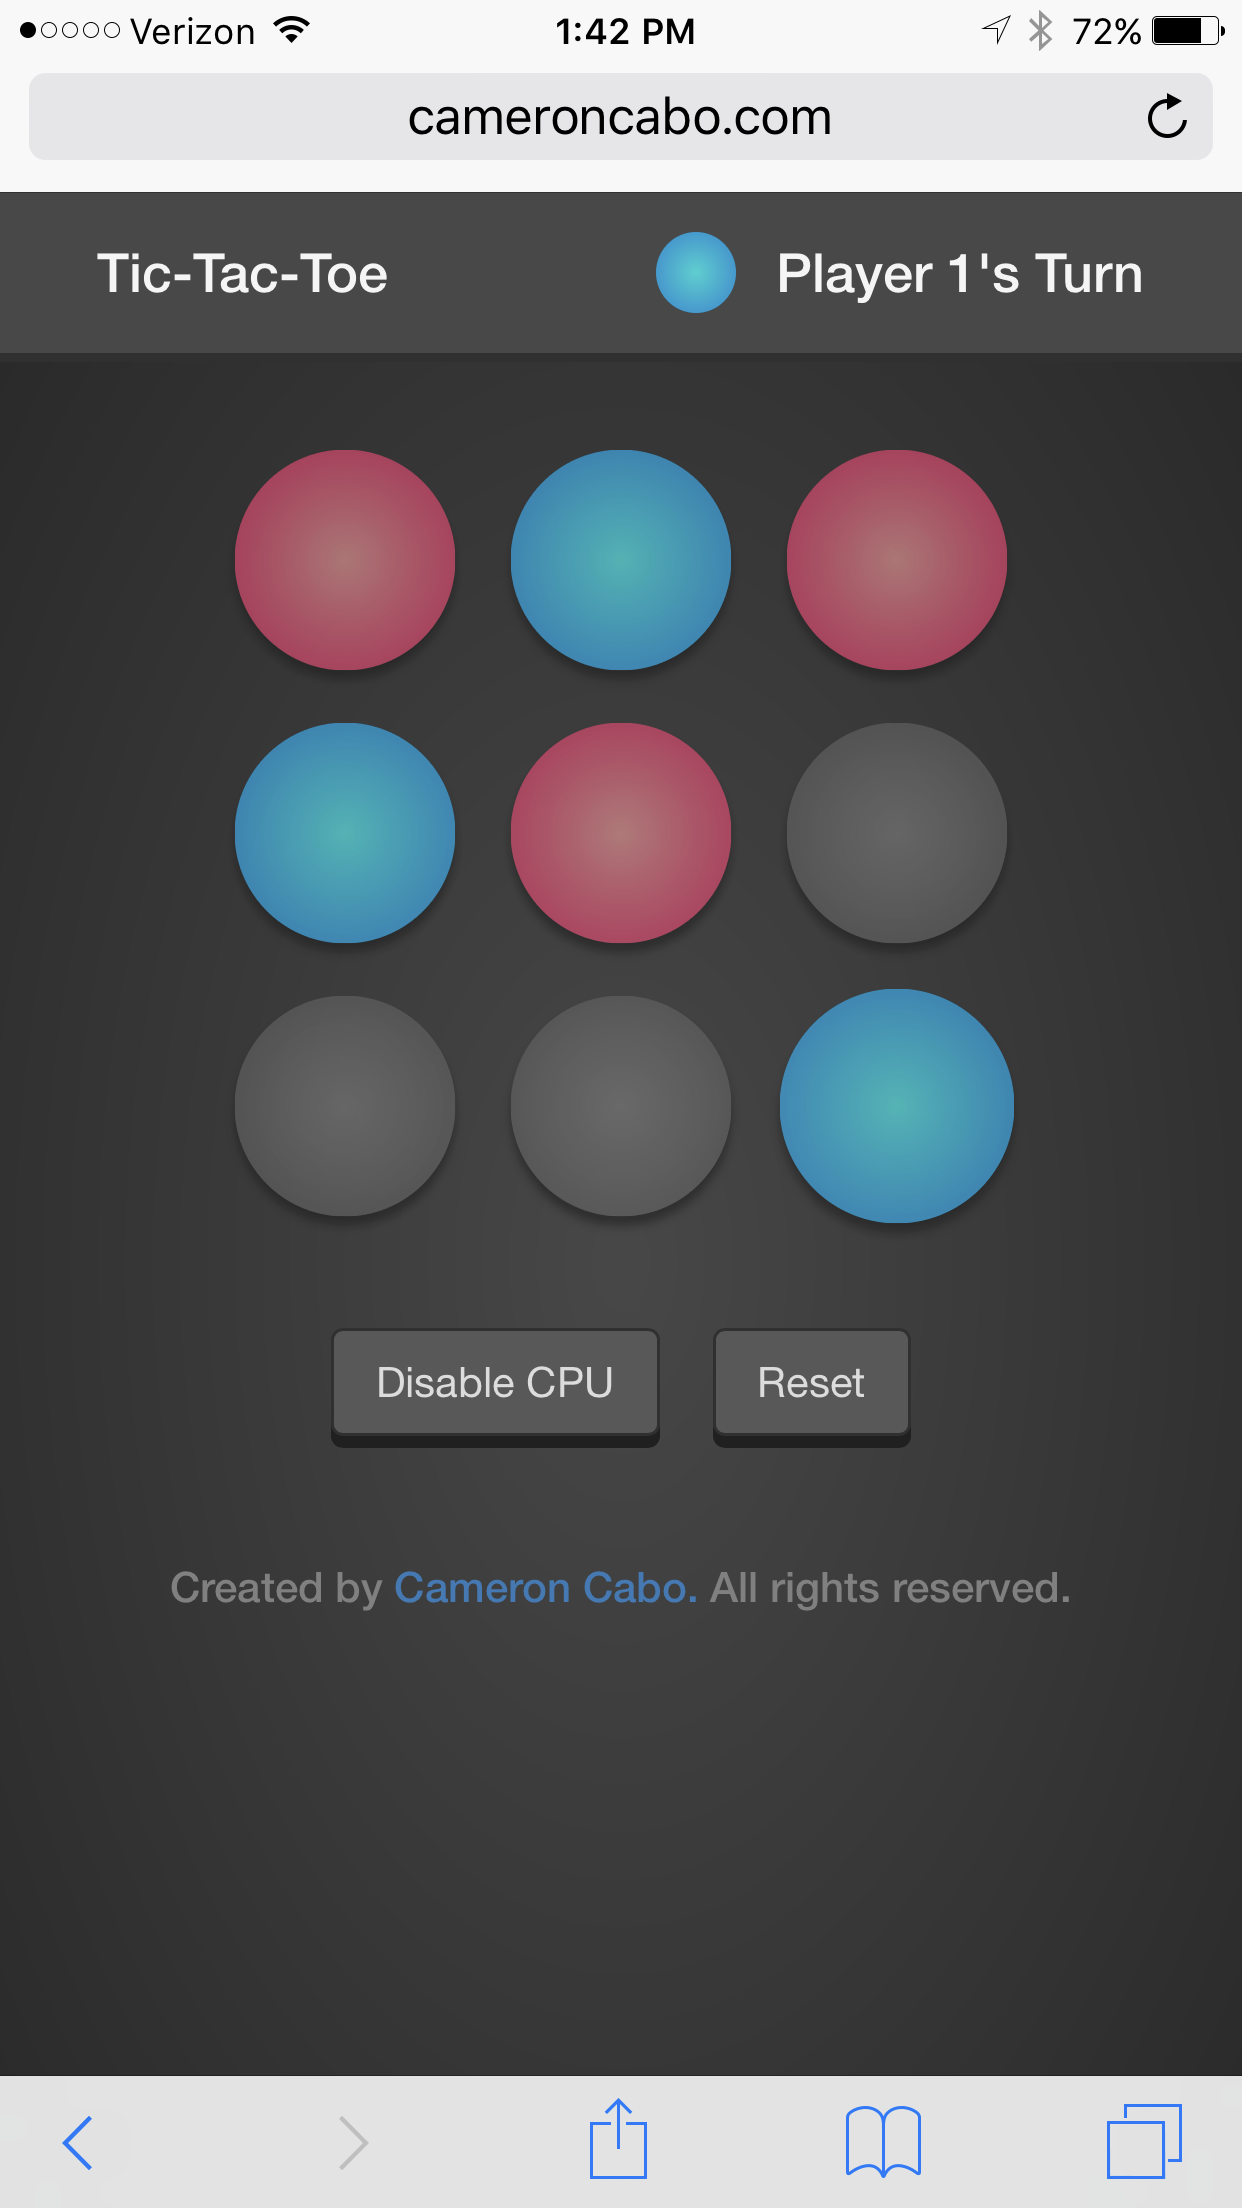 Verizon 1:42 PM 72%
cameroncabo.com
Tic-Tac-Toe Player 1's Turn
Disable CPU Reset
Created by Cameron Cabo. All rights reserved.